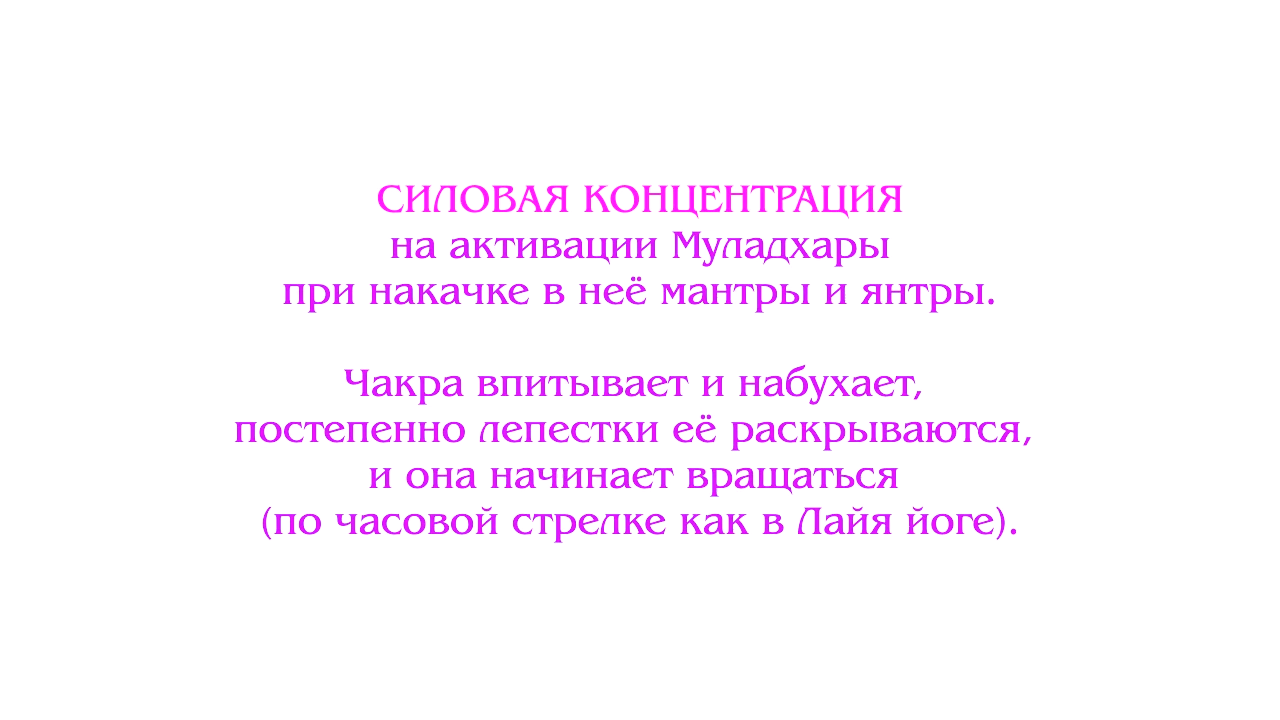 СИЛОВАЯ КОНЦЕНТРАЦИЯ
на активации Муладхары
при накачке в неё мантры и янтры.
Чакра впитывает и набухает,
постепенно лепестки её раскрываются,
и она начинает вращаться
(по часовой стрелке как в Лайя йоге).